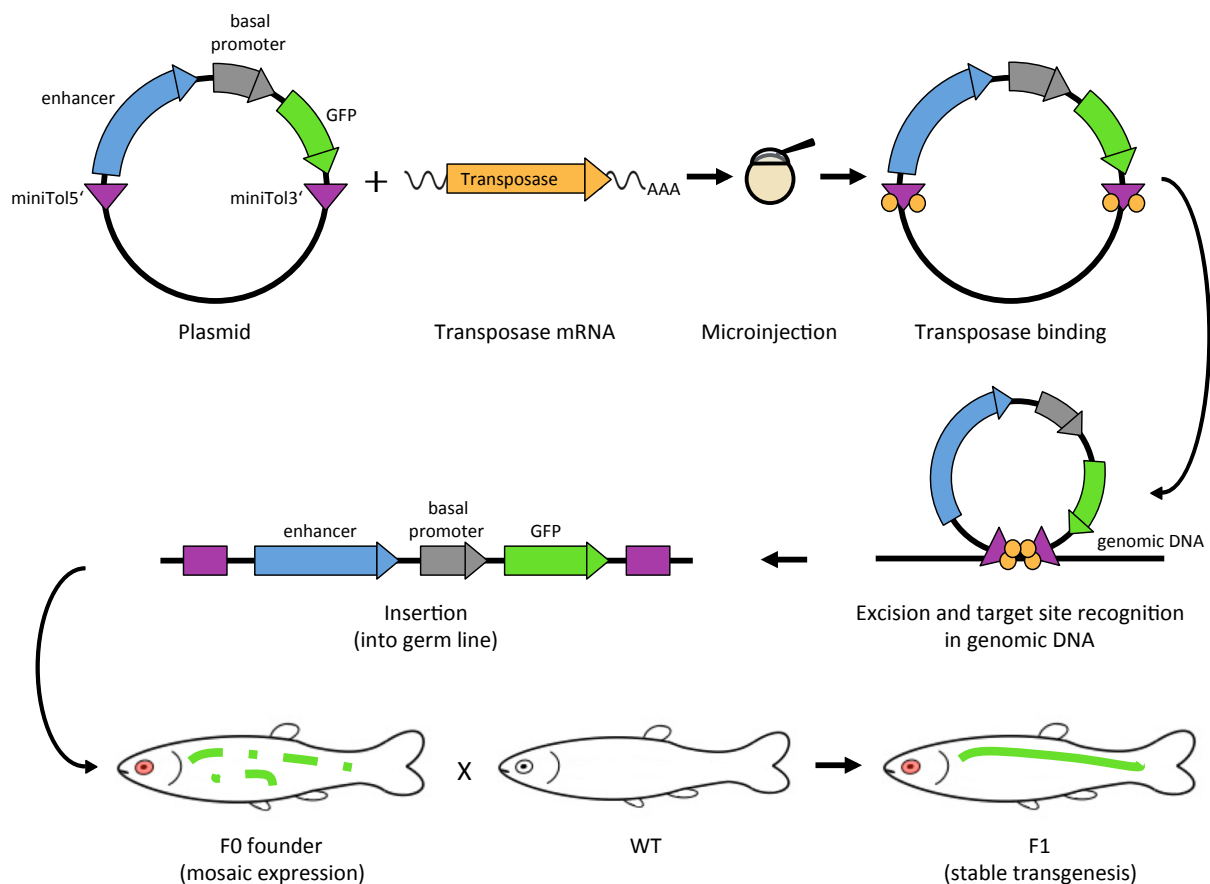 basal
promoter
enhancer
GFP
miniTol5‘
miniTol3‘
+
Transposase
AAA
Plasmid
Transposase mRNA
Microinjection
Transposase binding
enhancer
basal
promoter
GFP
genomic DNA
Insertion
(into germ line)
Excision and target site recognition
in genomic DNA
X
F0 founder
(mosaic expression)
WT
F1
(stable transgenesis)